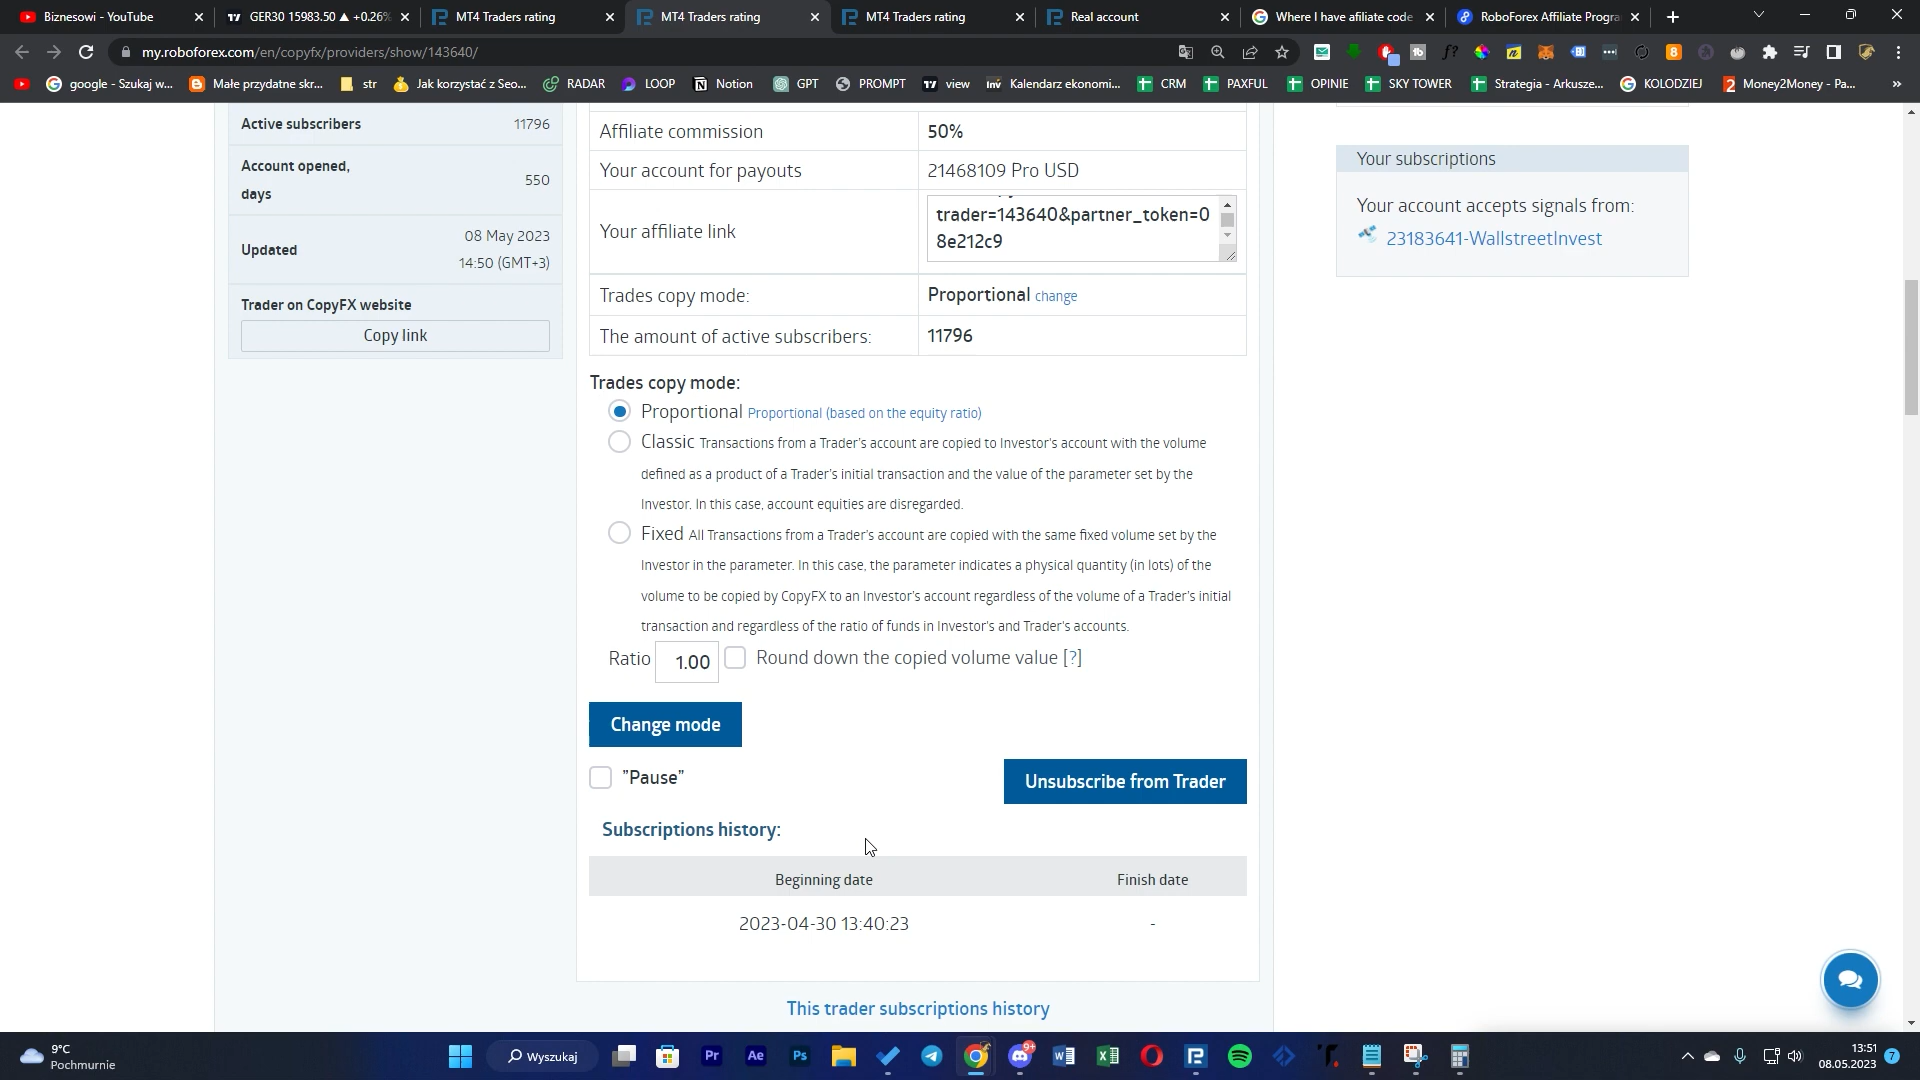 Biznesowi - YouTube
GER30 15983.50 ▲ +0.26%
MT4 Traders rating
MT4 Traders rating
MT4 Traders rating
Real account
Where I have afiliate code
RoboForex Affiliate Progra
my.roboforex.com/en/copyfx/providers/show/143640/
google - Szukaj w...
Małe przydatne skr...
str
Jak korzystać z Seo...
RADAR
LOOP
Notion
GPT
PROMPT
view
Kalendarz ekonomi...
CRM
PAXFUL
OPINIE
SKY TOWER
Strategia - Arkusze...
KOLODZIEJ
Money2Money - Pa...
Active subscribers 11796
Account opened, days 550
Updated 08 May 2023
14:50 (GMT+3)
Trader on CopyFX website
Copy link
Affiliate commission 50%
Your account for payouts 21468109 Pro USD
Your affiliate link
trader=143640&partner_token=0
8e212c9
Trades copy mode: Proportional change
The amount of active subscribers: 11796
Trades copy mode:
Proportional Proportional (based on the equity ratio)
Classic Transactions from a Trader's account are copied to Investor's account with the volume
defined as a product of a Trader's initial transaction and the value of the parameter set by the
Investor. In this case, account equities are disregarded.
Fixed All Transactions from a Trader's account are copied with the same fixed volume set by the
Investor in the parameter. In this case, the parameter indicates a physical quantity (in lots) of the
volume to be copied by CopyFX to an Investor's account regardless of the volume of a Trader's initial
transaction and regardless of the ratio of funds in Investor's and Trader's accounts.
Ratio 1.00 Round down the copied volume value [?]
Change mode
"Pause"
Unsubscribe from Trader
Subscriptions history:
Beginning date Finish date
2023-04-30 13:40:23 -
This trader subscriptions history
Your subscriptions
Your account accepts signals from:
23183641-WallstreetInvest
9°C
Pochmurnie
Wyszukaj
13:51
08.05.2023
7